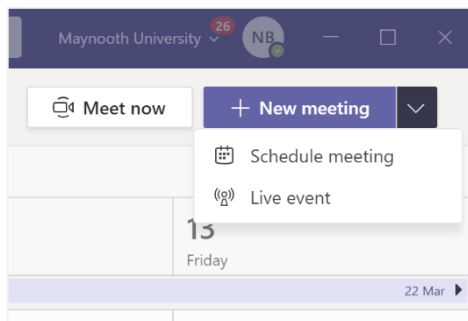 Maynooth University
26
NB
Meet now
+ New meeting
Schedule meeting
Live event
13
Friday
22 Mar